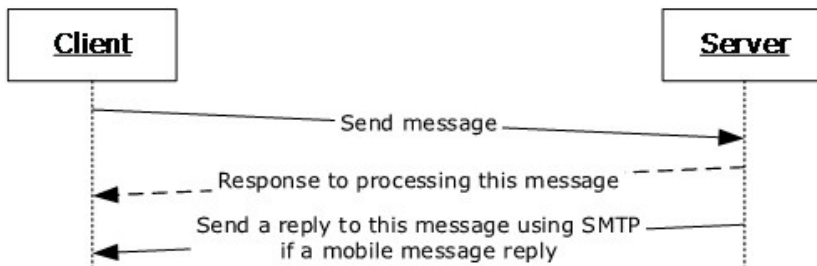 Client
Server
Send message
Response to processing this message
Send a reply to this message using SMTP
if a mobile message reply